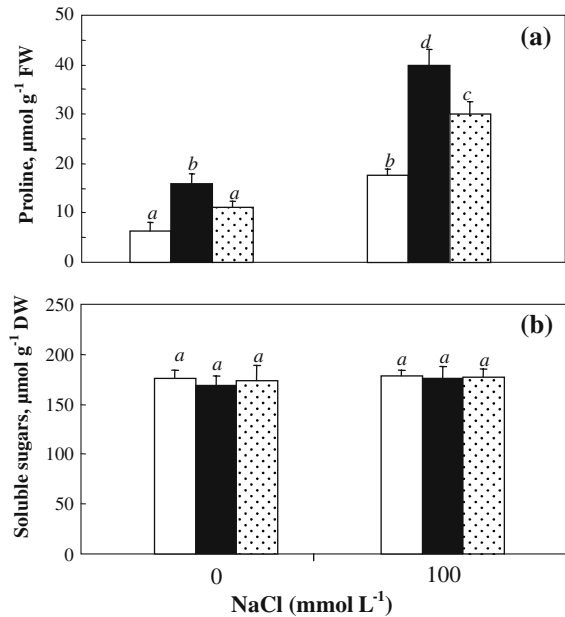 (a)
Proline, μmol g⁻¹ FW
50
40
30
20
10
0
a
b
a
b
d
c
(b)
Soluble sugars, μmol g⁻¹ DW
250
200
150
100
50
0
a
a
a
a
a
a
0
100
NaCl (mmol L⁻¹)